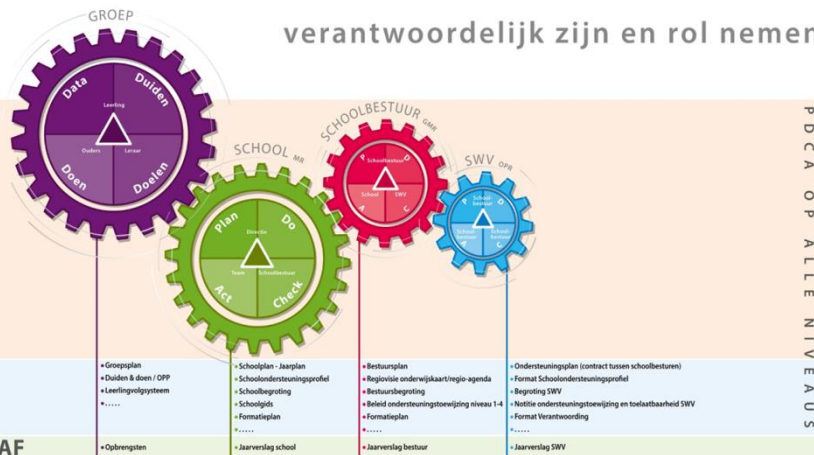 GROEP
verantwoordelijk zijn en rol nemen
Data
Duiden
Leerling
Ouders
Leraar
Doen
Doelen
SCHOOL MR
Plan
Do
Directie
Team
Schoolbestuur
Act
Check
SCHOOLBESTUUR GMR
P
D
Schoolbestuur
School
SWV
A
C
SWV OPR
P
D
School-
bestuur
School-
bestuur
School-
bestuur
A
C
PDCA OP ALLE NIVEAUS
• Groepsplan
• Duiden & doen / OPP
• Leerlingvolgsysteem
• .....
• Schoolplan - Jaarplan
• Schoolondersteuningsprofiel
• Schoolbegroting
• Schoolgids
• Formatieplan
• .....
• Bestuursplan
• Regiovisie onderwijskaart/regio-agenda
• Bestuursbegroting
• Beleid ondersteuningstoewijzing niveau 1-4
• Formatieplan
• .....
• Ondersteuningsplan (contract tussen schoolbesturen)
• Format Schoolondersteuningsprofiel
• Begroting SWV
• Notitie ondersteuningstoewijzing en toelaatbaarheid SWV
• Format Verantwoording
• .....
AF
• Opbrengsten
• Jaarverslag school
• Jaarverslag bestuur
• Jaarverslag SWV